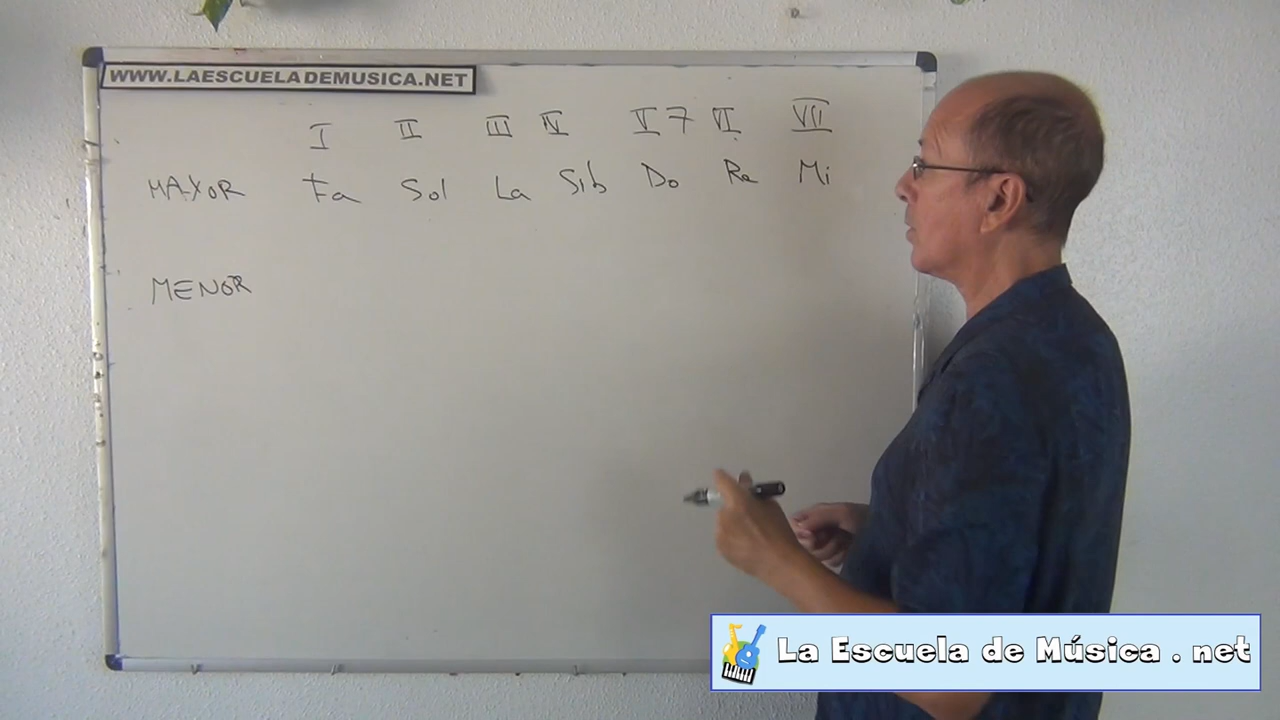 WWW.LAESCUELADEMUSICA.NET
I II III IV V7 VI VII
MAYOR Fa Sol La Sib Do Re Mi
MENOR
La Escuela de Música . net